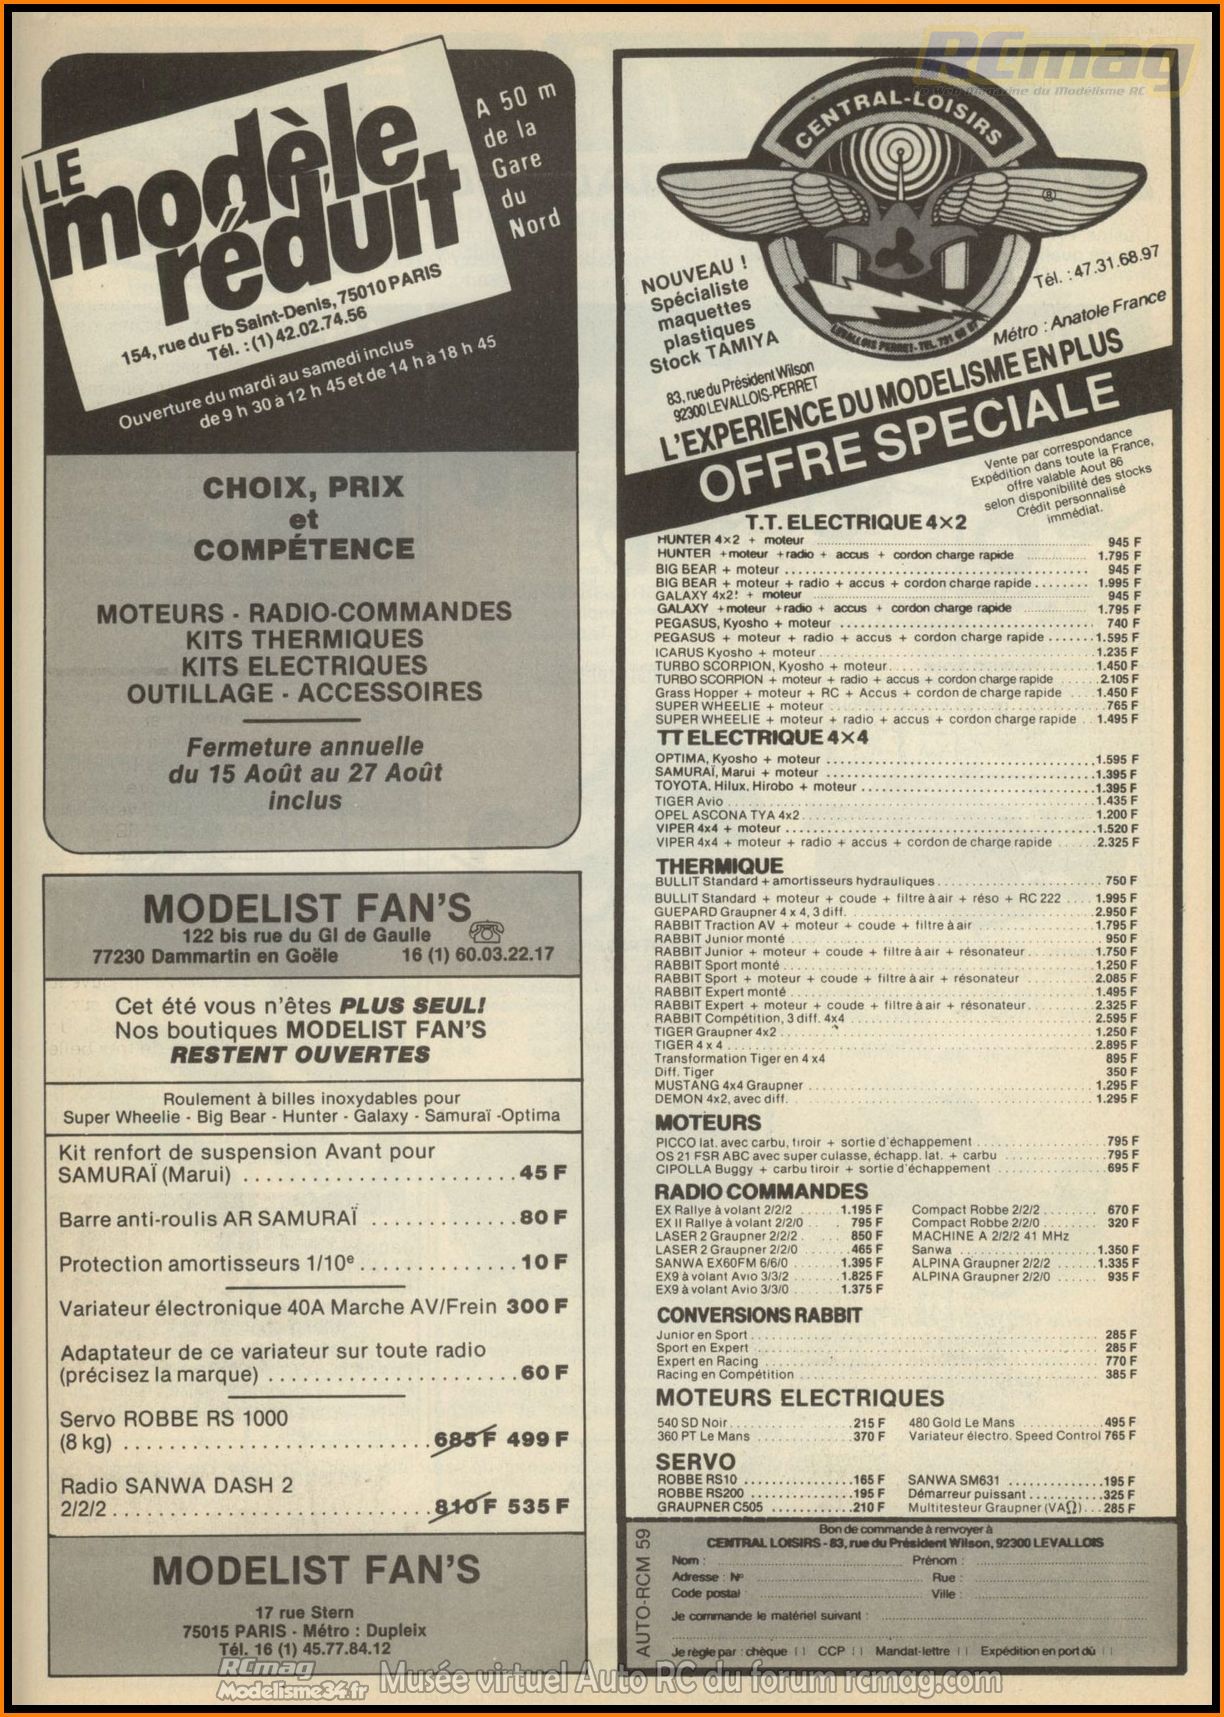 LE
modèle
réduit
A 50 m
de la
Gare
du
Nord
154, rue du Fb Saint-Denis, 75010 PARIS
Tél. : (1) 42.02.74.56
Ouverture du mardi au samedi inclus
de 9 h 30 à 12 h 45 et de 14 h à 18 h 45
CHOIX, PRIX
et
COMPÉTENCE
MOTEURS - RADIO-COMMANDES
KITS THERMIQUES
KITS ELECTRIQUES
OUTILLAGE - ACCESSOIRES
Fermeture annuelle
du 15 Août au 27 Août
inclus
MODELIST FAN'S
122 bis rue du Gl de Gaulle
77230 Dammartin en Goële 16 (1) 60.03.22.17
Cet été vous n'êtes PLUS SEUL!
Nos boutiques MODELIST FAN'S
RESTENT OUVERTES
Roulement à billes inoxydables pour
Super Wheelie - Big Bear - Hunter - Galaxy - Samuraï -Optima
Kit renfort de suspension Avant pour
SAMURAÏ (Marui) ........................ 45 F
Barre anti-roulis AR SAMURAÏ ............. 80 F
Protection amortisseurs 1/10e .............. 10 F
Variateur électronique 40A Marche AV/Frein 300 F
Adaptateur de ce variateur sur toute radio
(précisez la marque) ...................... 60 F
Servo ROBBE RS 1000
(8 kg) .......................... 685 F 499 F
Radio SANWA DASH 2
2/2/2 ........................... 810 F 535 F
MODELIST FAN'S
17 rue Stern
75015 PARIS - Métro : Dupleix
Tél. 16 (1) 45.77.84.12
RCmag
du Modélisme RC
CENTRAL-LOISIRS
LEVALLOIS PERRET - TEL.
NOUVEAU !
Spécialiste
maquettes
plastiques
Stock TAMIYA
Tél. : 47.31.68.97
Métro : Anatole France
83, rue du Président Wilson
92300 LEVALLOIS-PERRET
L'EXPERIENCE DU MODELISME EN PLUS
OFFRE SPECIALE
Vente par correspondance
Expédition dans toute la France,
offre valable Aout 86
selon disponibilité des stocks
Crédit personnalisé
immédiat.
T.T. ELECTRIQUE 4×2
HUNTER 4×2 + moteur ........ 945 F
HUNTER + moteur + radio + accus + cordon charge rapide ........ 1.795 F
BIG BEAR + moteur ........ 945 F
BIG BEAR + moteur + radio + accus + cordon charge rapide ........ 1.995 F
GALAXY 4x2! + moteur ........ 945 F
GALAXY + moteur + radio + accus + cordon charge rapide ........ 1.795 F
PEGASUS, Kyosho + moteur ........ 740 F
PEGASUS + moteur + radio + accus + cordon charge rapide ....... 1.595 F
ICARUS Kyosho + moteur ........ 1.235 F
TURBO SCORPION, Kyosho + moteur ........ 1.450 F
TURBO SCORPION + moteur + radio + accus + cordon charge rapide ...... 2.105 F
Grass Hopper + moteur + RC + Accus + cordon de charge rapide .... 1.450 F
SUPER WHEELIE + moteur ........ 765 F
SUPER WHEELIE + moteur + radio + accus + cordon charge rapide .. 1.495 F
TT ELECTRIQUE 4×4
OPTIMA, Kyosho + moteur ........ 1.595 F
SAMURAÏ, Marui + moteur ........ 1.395 F
TOYOTA, Hilux, Hirobo + moteur ........ 1.395 F
TIGER Avio ........ 1.435 F
OPEL ASCONA TYA 4x2 ........ 1.200 F
VIPER 4x4 + moteur ........ 1.520 F
VIPER 4x4 + moteur + radio + accus + cordon de charge rapide ...... 2.325 F
THERMIQUE
BULLIT Standard + amortisseurs hydrauliques ........ 750 F
BULLIT Standard + moteur + coude + filtre à air + réso + RC 222 .... 1.995 F
GUEPARD Graupner 4 x 4, 3 diff. ........ 2.950 F
RABBIT Traction AV + moteur + coude + filtre à air ........ 1.795 F
RABBIT Junior monté ........ 950 F
RABBIT Junior + moteur + coude + filtre à air + résonateur ........ 1.750 F
RABBIT Sport monté ........ 1.250 F
RABBIT Sport + moteur + coude + filtre à air + résonateur ........ 2.085 F
RABBIT Expert monté ........ 1.495 F
RABBIT Expert + moteur + coude + filtre à air + résonateur ........ 2.325 F
RABBIT Compétition, 3 diff. 4x4 ........ 2.595 F
TIGER Graupner 4x2 ........ 1.250 F
TIGER 4 x 4 ........ 2.895 F
Transformation Tiger en 4 x4 895 F
Diff. Tiger 350 F
MUSTANG 4x4 Graupner ........ 1.295 F
DEMON 4x2, avec diff. ........ 1.295 F
MOTEURS
PICCO lat. avec carbu, tiroir + sortie d'échappement ........ 795 F
OS 21 FSR ABC avec super culasse, échapp. lat. + carbu ........ 795 F
CIPOLLA Buggy + carbu tiroir + sortie d'échappement ........ 695 F
RADIO COMMANDES
EX Rallye à volant 2/2/2 ...... 1.195 F
EX II Rallye à volant 2/2/0 .. 795 F
LASER 2 Graupner 2/2/2 .. 850 F
LASER 2 Graupner 2/2/0 ..... 465 F
SANWA EX60FM 6/6/0 ...... 1.395 F
EX9 à volant Avio 3/3/2 ...... 1.825 F
EX9 à volant Avio 3/3/0 ...... 1.375 F
Compact Robbe 2/2/2 ........ 670 F
Compact Robbe 2/2/0 ........ 320 F
MACHINE A 2/2/2 41 MHz
Sanwa ........ 1.350 F
ALPINA Graupner 2/2/2 ...... 1.335 F
ALPINA Graupner 2/2/0 ..... 935 F
CONVERSIONS RABBIT
Junior en Sport ........ 285 F
Sport en Expert ........ 285 F
Expert en Racing ........ 770 F
Racing en Compétition ........ 385 F
MOTEURS ELECTRIQUES
540 SD Noir ........ 215 F
360 PT Le Mans ........ 370 F
480 Gold Le Mans ........ 495 F
Variateur électro. Speed Control 765 F
SERVO
ROBBE RS10 ........ 165 F
ROBBE RS200 ........ 195 F
GRAUPNER C505 ........ 210 F
SANWA SM631 ........ 195 F
Démarreur puissant ........ 325 F
Multitesteur Graupner (VAΩ) ... 285 F
AUTO-RCM 59
Bon de commande à renvoyer à
CENTRAL LOISIRS - 83, rue du Président Wilson, 92300 LEVALLOIS
Nom : Prénom :
Adresse : N° Rue :
Code postal Ville :
Je commande le matériel suivant :
Je règle par : chèque CCP Mandat-lettre Expédition en port dû
RCmag
Modelisme34.fr
Musée virtuel Auto RC du forum rcmag.com